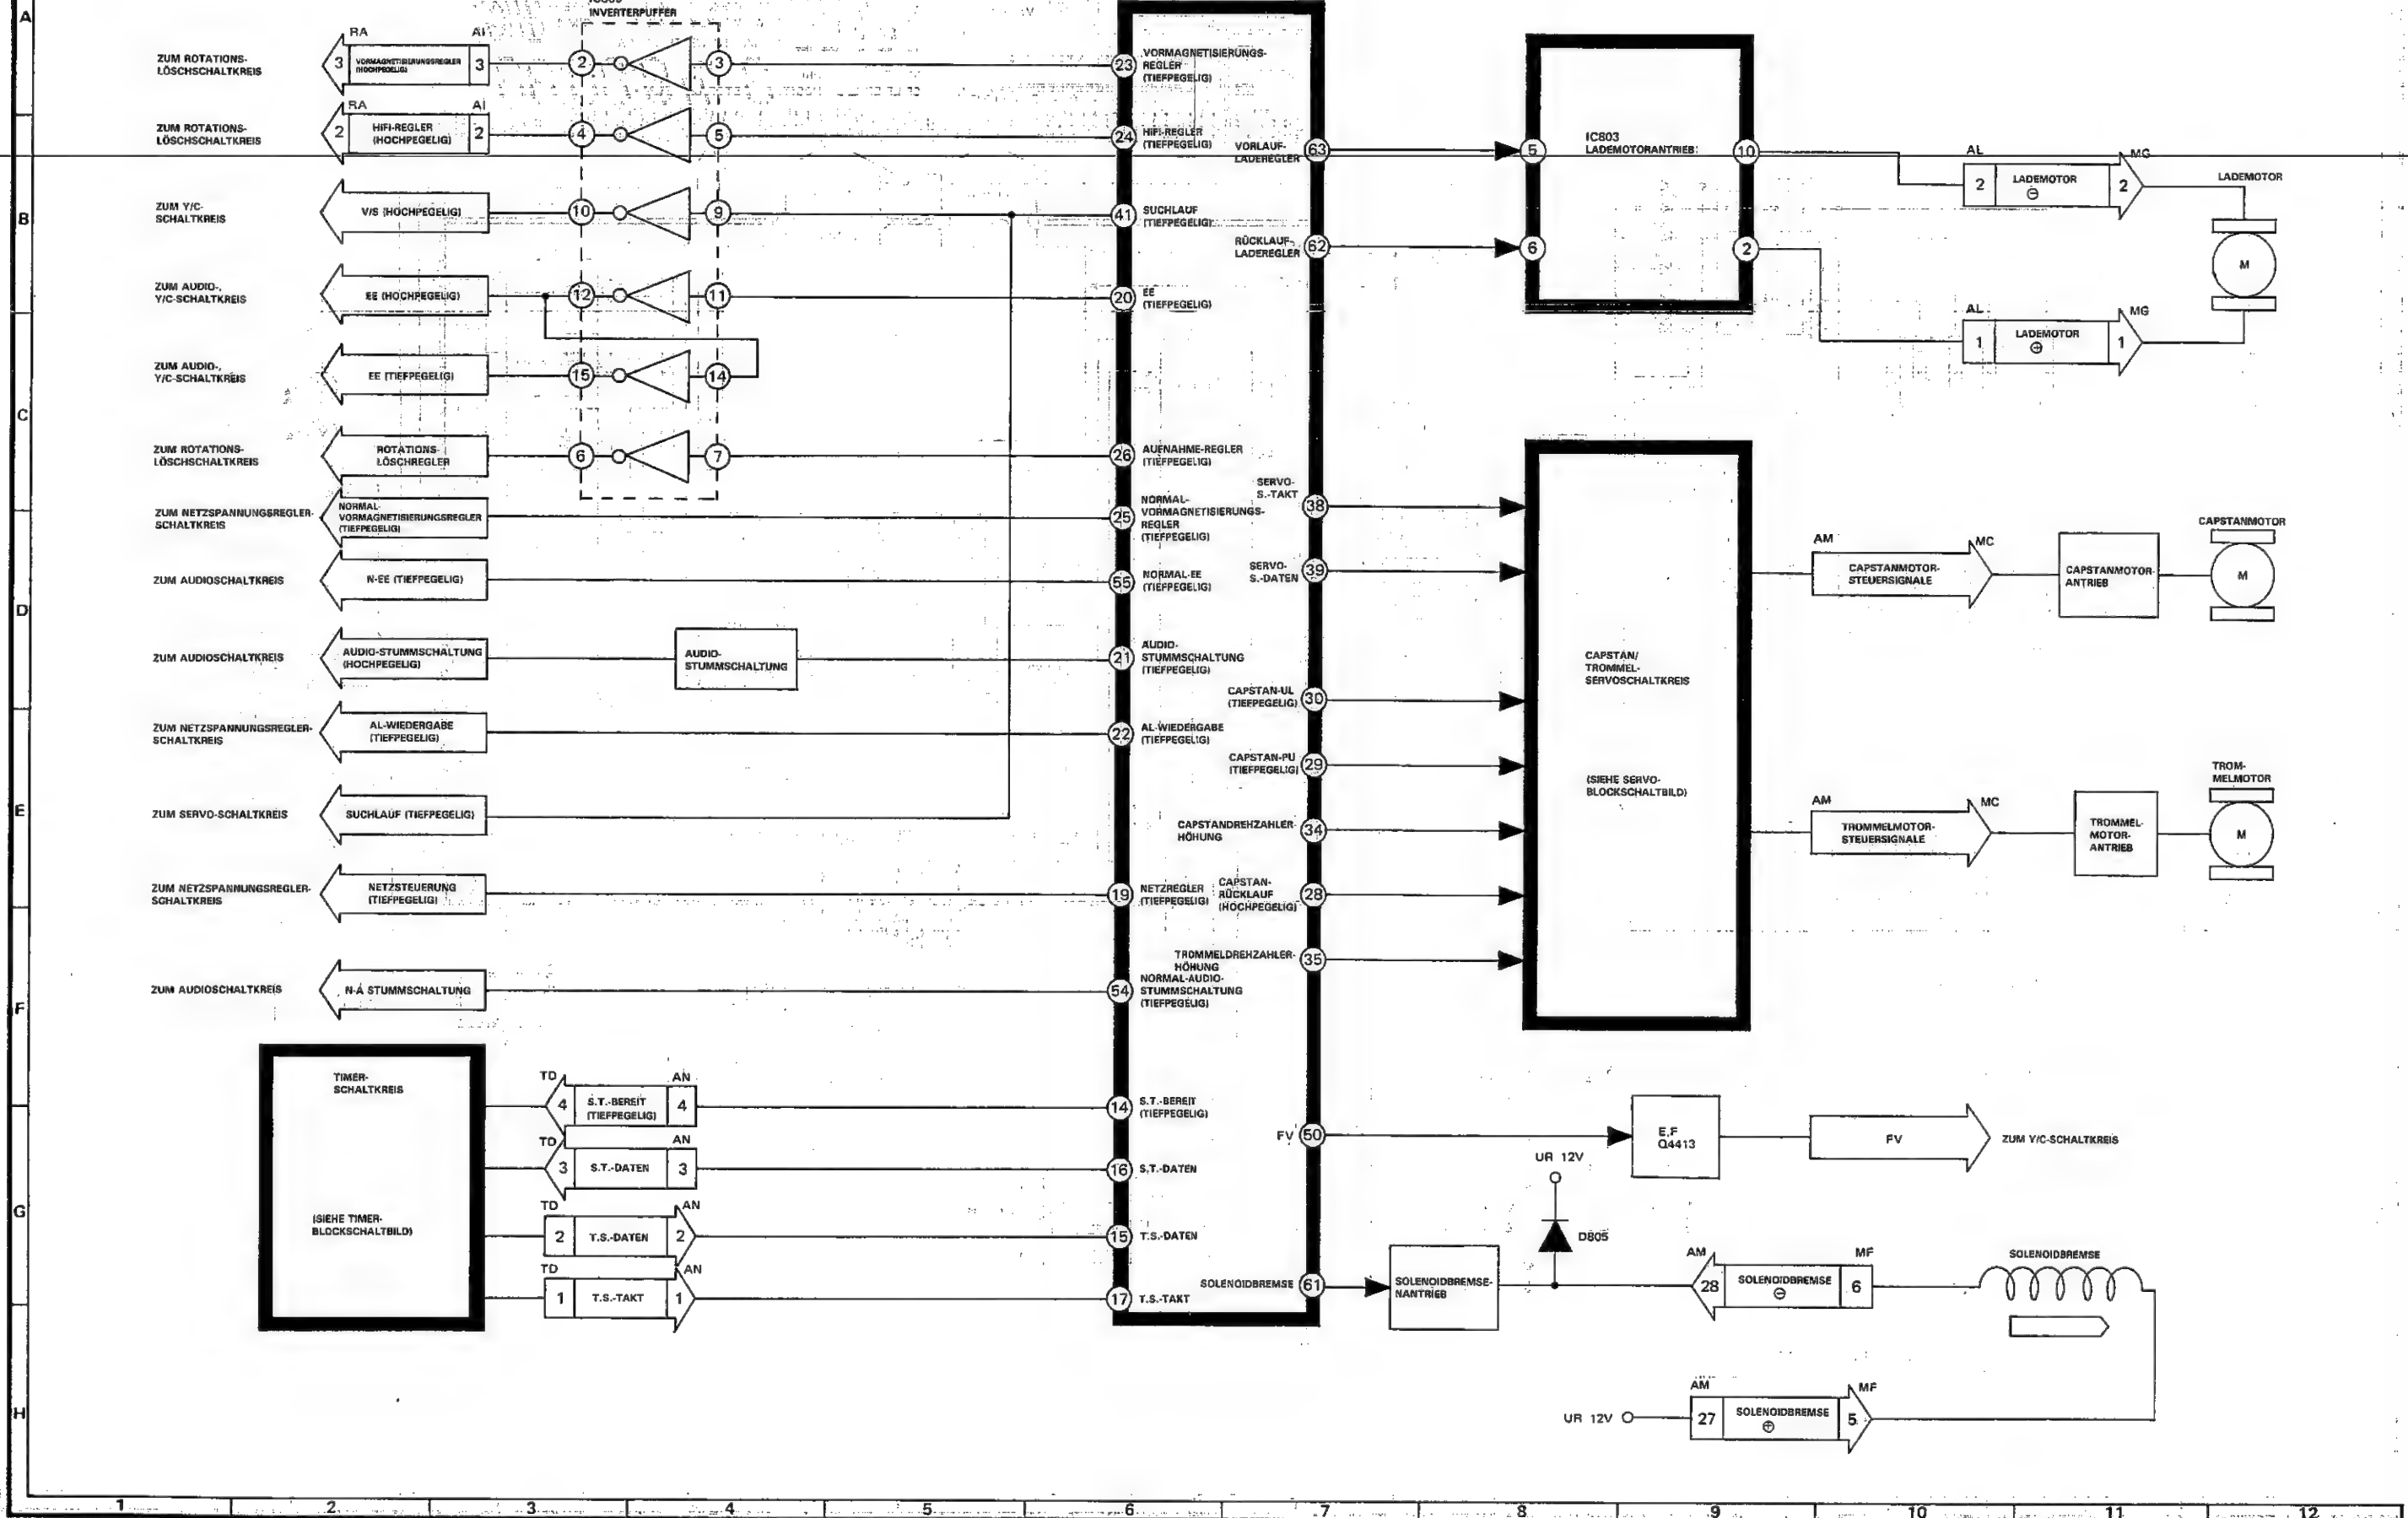 A
INVERTERPUFFER
RA
AI
ZUM ROTATIONS-
LÖSCHSCHALTKREIS
3
VORMAGNETISIERUNGSREGLER
(HOCHPEGELIG)
3
2
3
23
VORMAGNETISIERUNGS-
REGLER
(TIEFPEGELIG)
RA
AI
ZUM ROTATIONS-
LÖSCHSCHALTKREIS
2
HIFI-REGLER
(HOCHPEGELIG)
2
4
5
24
HIFI-REGLER
(TIEFPEGELIG)
VORLAUF-
LADEREGLER
63
5
IC803
LADEMOTORANTRIEB
10
AL
MG
2
LADEMOTOR
⊖
2
LADEMOTOR
B
ZUM Y/C-
SCHALTKREIS
V/S (HOCHPEGELIG)
10
9
41
SUCHLAUF
(TIEFPEGELIG)
RÜCKLAUF-
LADEREGLER
62
6
2
M
ZUM AUDIO-,
Y/C-SCHALTKREIS
EE (HOCHPEGELIG)
12
11
20
EE
(TIEFPEGELIG)
AL
MG
1
LADEMOTOR
⊕
1
ZUM AUDIO-,
Y/C-SCHALTKREIS
EE (TIEFPEGELIG)
15
14
C
ZUM ROTATIONS-
LÖSCHSCHALTKREIS
ROTATIONS-
LÖSCHREGLER
6
7
26
AUFNAHME-REGLER
(TIEFPEGELIG)
SERVO-
S.-TAKT
38
ZUM NETZSPANNUNGSREGLER-
SCHALTKREIS
NORMAL-
VORMAGNETISIERUNGSREGLER
(TIEFPEGELIG)
25
NORMAL-
VORMAGNETISIERUNGS-
REGLER
(TIEFPEGELIG)
D
ZUM AUDIOSCHALTKREIS
N-EE (TIEFPEGELIG)
55
NORMAL-EE
(TIEFPEGELIG)
SERVO-
S.-DATEN
39
AM
MC
CAPSTANMOTOR-
STEUERSIGNALE
CAPSTANMOTOR-
ANTRIEB
CAPSTANMOTOR
M
ZUM AUDIOSCHALTKREIS
AUDIO-STUMMSCHALTUNG
(HOCHPEGELIG)
AUDIO-
STUMMSCHALTUNG
21
AUDIO-
STUMMSCHALTUNG
(TIEFPEGELIG)
CAPSTAN-UL
(TIEFPEGELIG)
30
CAPSTAN/
TROMMEL-
SERVOSCHALTKREIS
ZUM NETZSPANNUNGSREGLER-
SCHALTKREIS
AL-WIEDERGABE
(TIEFPEGELIG)
22
AL-WIEDERGABE
(TIEFPEGELIG)
CAPSTAN-PU
(TIEFPEGELIG)
29
(SIEHE SERVO-
BLOCKSCHALTBILD)
E
ZUM SERVO-SCHALTKREIS
SUCHLAUF (TIEFPEGELIG)
CAPSTANDREHZAHLER-
HÖHUNG
34
AM
MC
TROMMELMOTOR-
STEUERSIGNALE
TROMMEL-
MOTOR-
ANTRIEB
TROM-
MELMOTOR
M
ZUM NETZSPANNUNGSREGLER-
SCHALTKREIS
NETZSTEUERUNG
(TIEFPEGELIG)
19
NETZREGLER
(TIEFPEGELIG)
CAPSTAN-
RÜCKLAUF
(HOCHPEGELIG)
28
TROMMELDREHZAHLER-
HÖHUNG
35
F
ZUM AUDIOSCHALTKREIS
N-A STUMMSCHALTUNG
54
NORMAL-AUDIO-
STUMMSCHALTUNG
(TIEFPEGELIG)
TIMER-
SCHALTKREIS
TD
AN
4
S.T.-BEREIT
(TIEFPEGELIG)
4
14
S.T.-BEREIT
(TIEFPEGELIG)
FV
50
E,F
Q4413
FV
ZUM Y/C-SCHALTKREIS
TD
AN
3
S.T.-DATEN
3
16
S.T.-DATEN
UR 12V
G
(SIEHE TIMER-
BLOCKSCHALTBILD)
TD
AN
2
T.S.-DATEN
2
15
T.S.-DATEN
D805
TD
AN
1
T.S.-TAKT
1
17
T.S.-TAKT
SOLENOIDBREMSE
61
SOLENOIDBREMSE-
NANTRIEB
AM
MF
28
SOLENOIDBREMSE
⊖
6
SOLENOIDBREMSE
H
AM
MF
UR 12V
27
SOLENOIDBREMSE
⊕
5
1
2
3
4
5
6
7
8
9
10
11
12